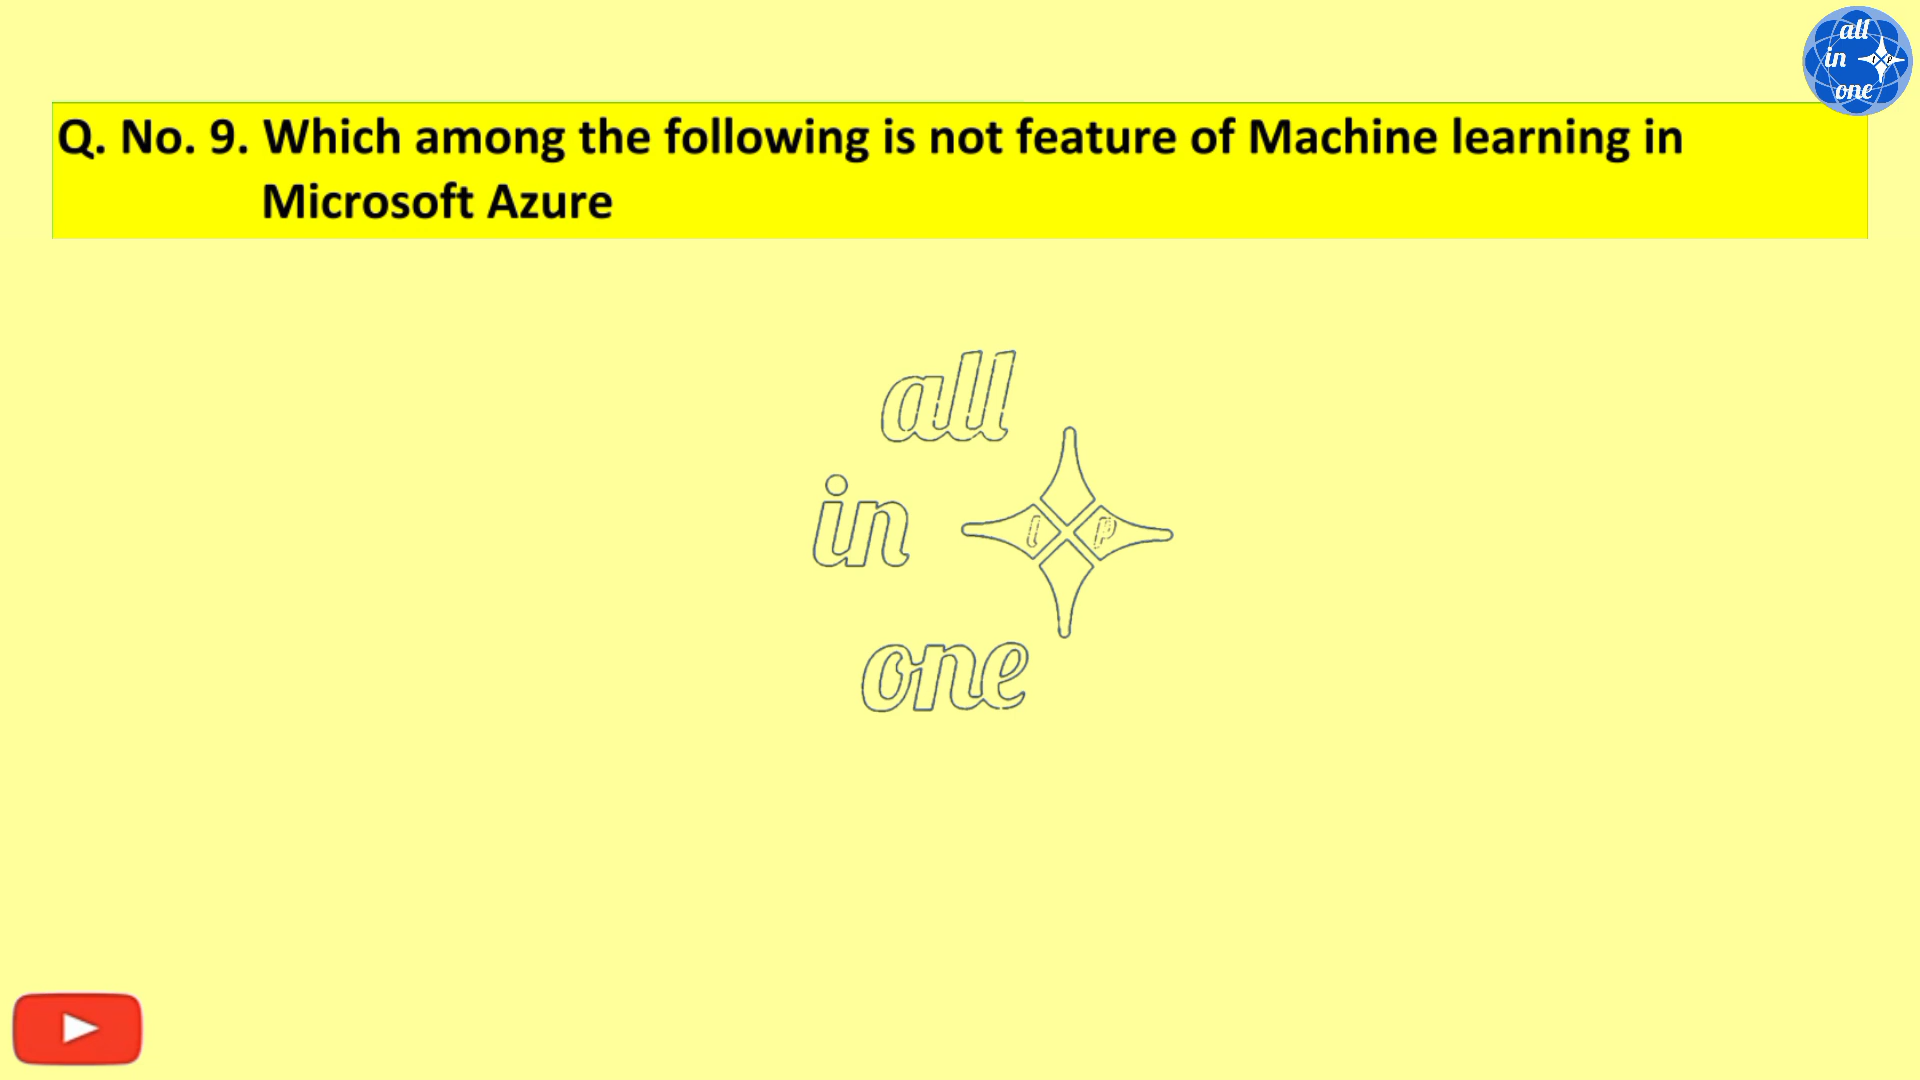 all
in
I P
one
Q. No. 9. Which among the following is not feature of Machine learning in
Microsoft Azure
all
in
I P
one